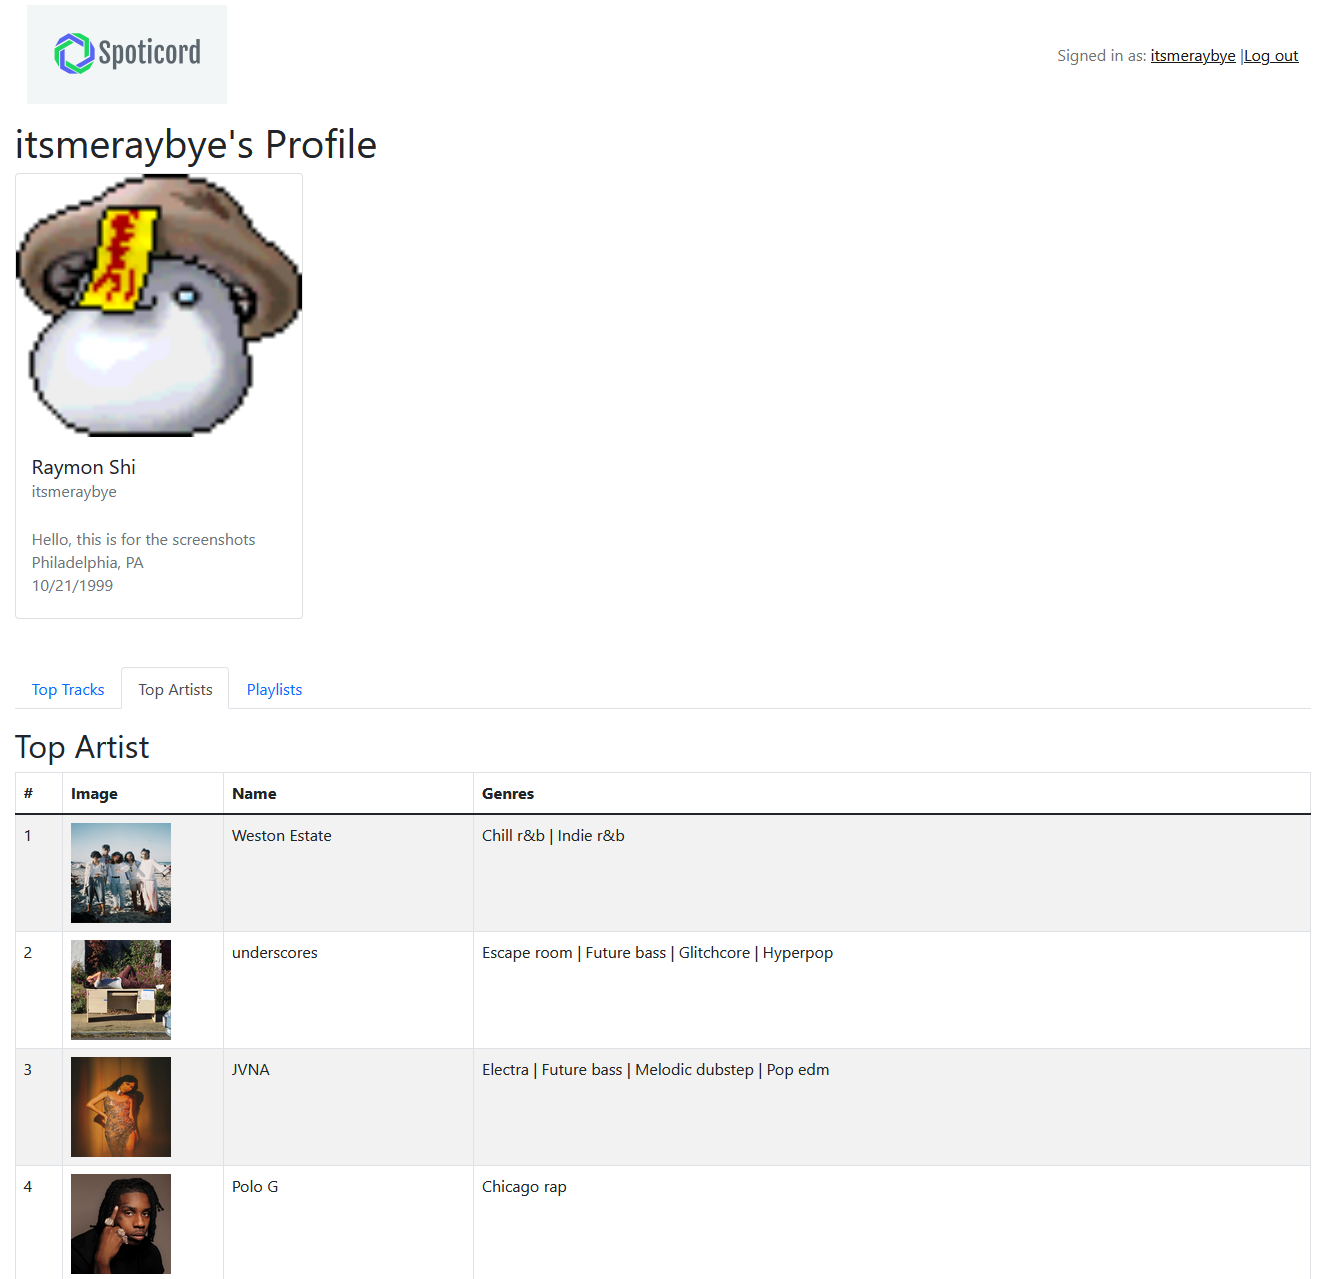 Spoticord
Signed in as: itsmeraybye |Log out
itsmeraybye's Profile
Raymon Shi
itsmeraybye
Hello, this is for the screenshots
Philadelphia, PA
10/21/1999
Top Tracks Top Artists Playlists
Top Artist
# Image Name Genres
1 Weston Estate Chill r&b | Indie r&b
2 underscores Escape room | Future bass | Glitchcore | Hyperpop
3 JVNA Electra | Future bass | Melodic dubstep | Pop edm
4 Polo G Chicago rap